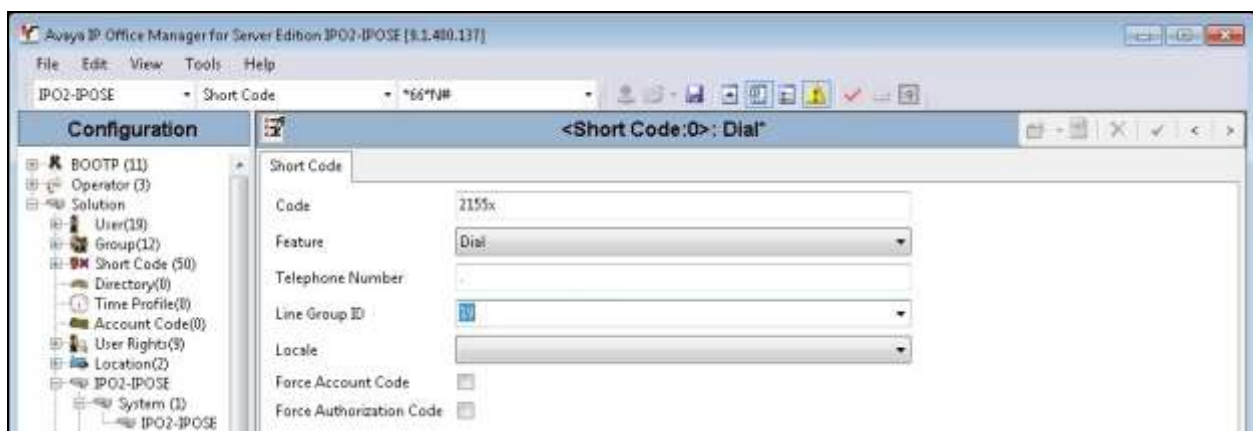 Avaya IP Office Manager for Server Edition IPO2-IPOSE [9.1.400.137]
File Edit View Tools Help
IPO2-IPOSE Short Code *66*N#
Configuration
<Short Code:0>: Dial*
BOOTP (11)
Operator (3)
Solution
User(19)
Group(12)
Short Code (50)
Directory(0)
Time Profile(0)
Account Code(0)
User Rights(9)
Location(2)
IPO2-IPOSE
System (1)
IPO2-IPOSE
Short Code
Code 2155x
Feature Dial
Telephone Number .
Line Group ID 19
Locale
Force Account Code
Force Authorization Code